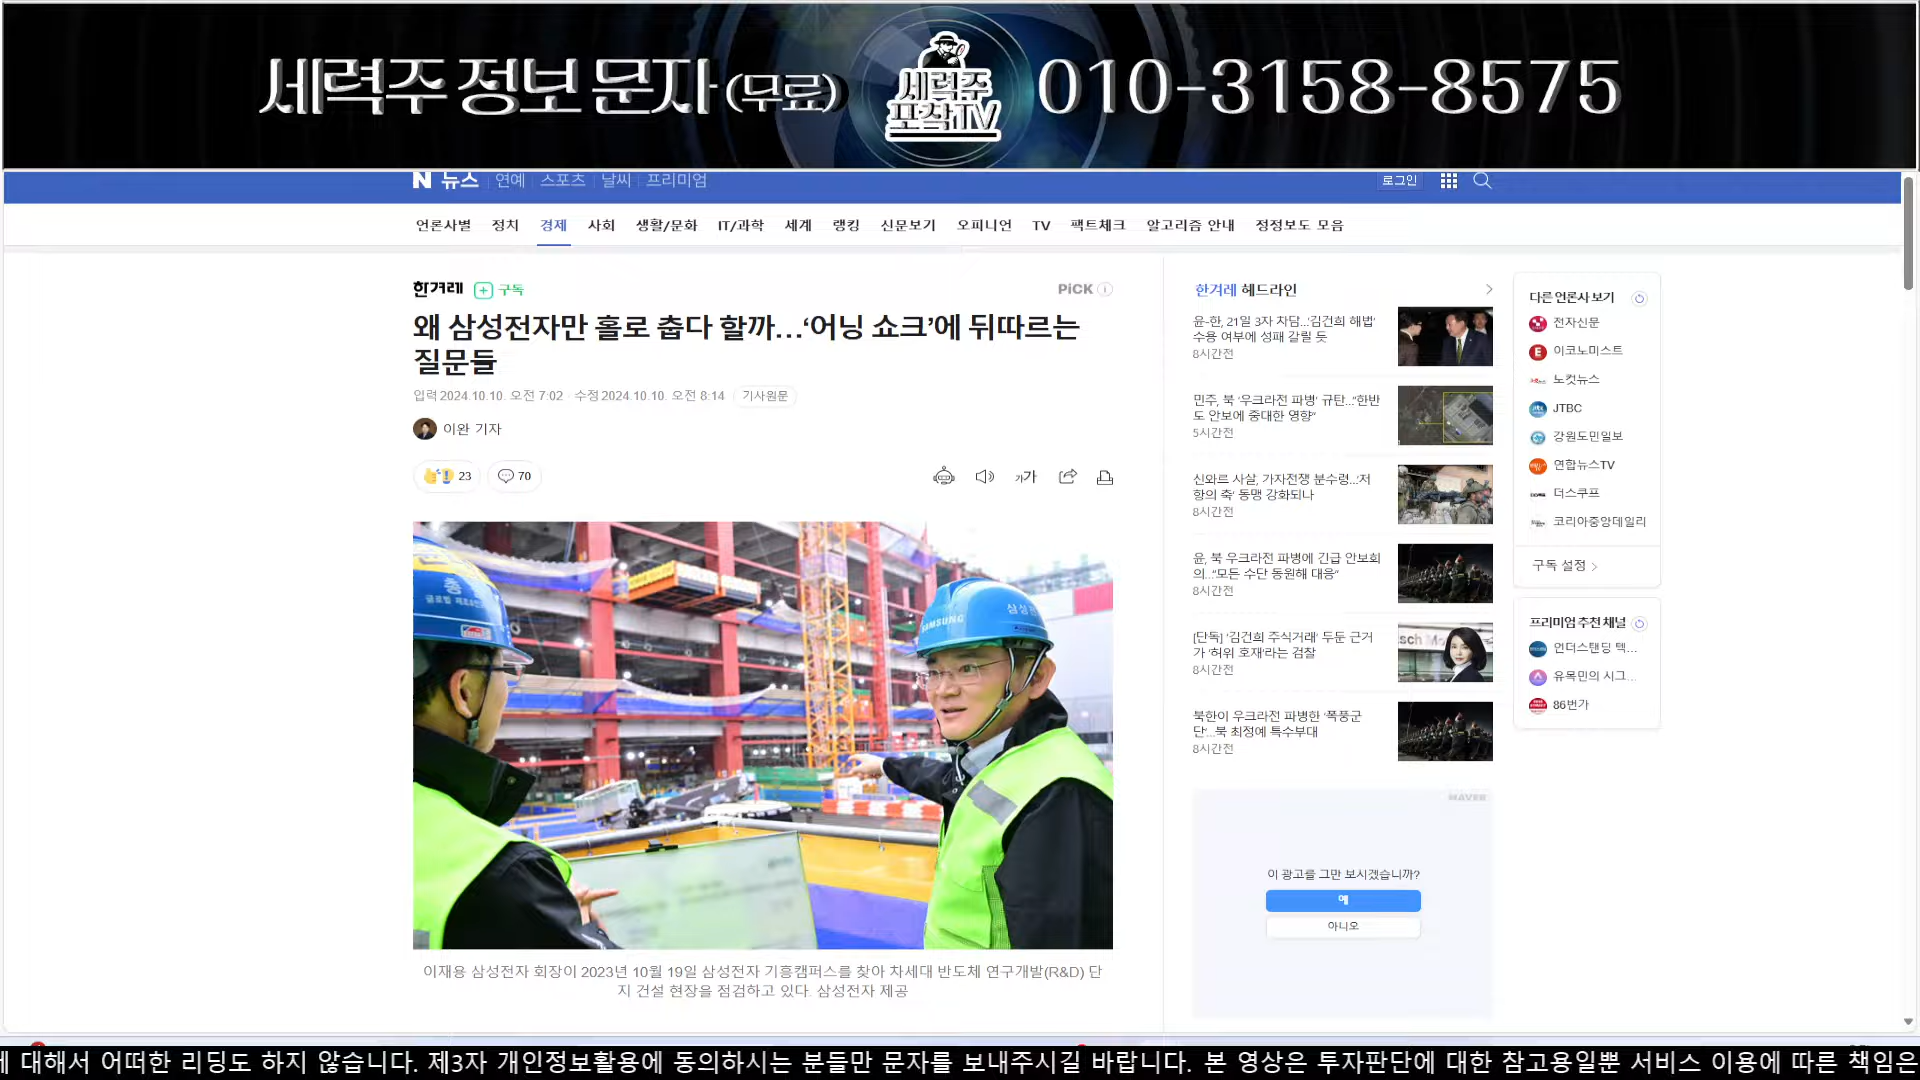 세력주 정보 문자 (무료)
세력주
포착TV
010-3158-8575
N 뉴스 연예 스포츠 날씨 프리미엄
로그인
언론사별 정치 경제 사회 생활/문화 IT/과학 세계 랭킹 신문보기 오피니언 TV 팩트체크 알고리즘 안내 정정보도 모음
한겨레 구독
PiCK
왜 삼성전자만 홀로 춥다 할까…‘어닝 쇼크’에 뒤따르는
질문들
입력 2024.10.10. 오전 7:02 · 수정 2024.10.10. 오전 8:14 기사원문
이완 기자
23
70
가가
SAMSUNG
이재용 삼성전자 회장이 2023년 10월 19일 삼성전자 기흥캠퍼스를 찾아 차세대 반도체 연구개발(R&D) 단
지 건설 현장을 점검하고 있다. 삼성전자 제공
한겨레 헤드라인
윤-한, 21일 3자 차담…‘김건희 해법’
수용 여부에 성패 갈릴 듯
8시간전
민주, 북 ‘우크라전 파병’ 규탄…“한반
도 안보에 중대한 영향”
5시간전
신와르 사살, 가자전쟁 분수령…‘저
항의 축’ 동맹 강화되나
8시간전
윤, 북 우크라전 파병에 긴급 안보회
의…“모든 수단 동원해 대응”
8시간전
[단독] ‘김건희 주식거래’ 두둔 근거
가 ‘허위 호재’라는 검찰
8시간전
북한이 우크라전 파병한 ‘폭풍군
단’…북 최정예 특수부대
8시간전
NAVER
이 광고를 그만 보시겠습니까?
예
아니오
다른 언론사 보기
전자신문
이코노미스트
노컷뉴스
JTBC
강원도민일보
연합뉴스TV
더스쿠프
코리아중앙데일리
구독 설정
프리미엄 추천 채널
언더스탠딩 텍...
유목민의 시그...
86번가
대해서 어떠한 리딩도 하지 않습니다. 제3자 개인정보활용에 동의하시는 분들만 문자를 보내주시길 바랍니다. 본 영상은 투자판단에 대한 참고용일뿐 서비스 이용에 따른 책임은